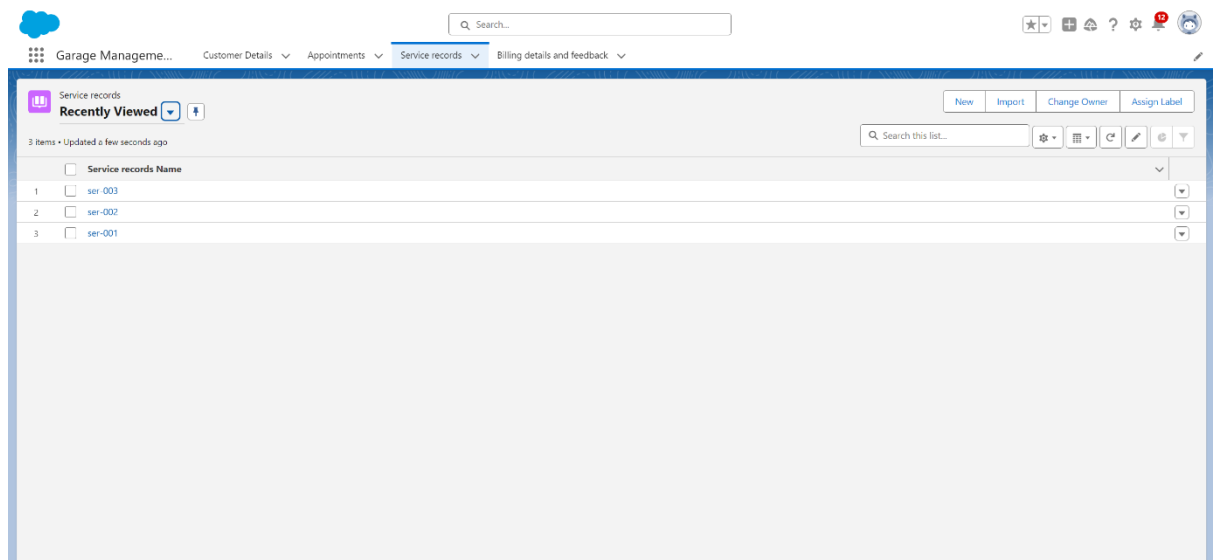 Search...
12
Garage Manageme...
Customer Details
Appointments
Service records
Billing details and feedback
Service records
Recently Viewed
New
Import
Change Owner
Assign Label
3 items • Updated a few seconds ago
Search this list...
Service records Name
1 ser-003
2 ser-002
3 ser-001